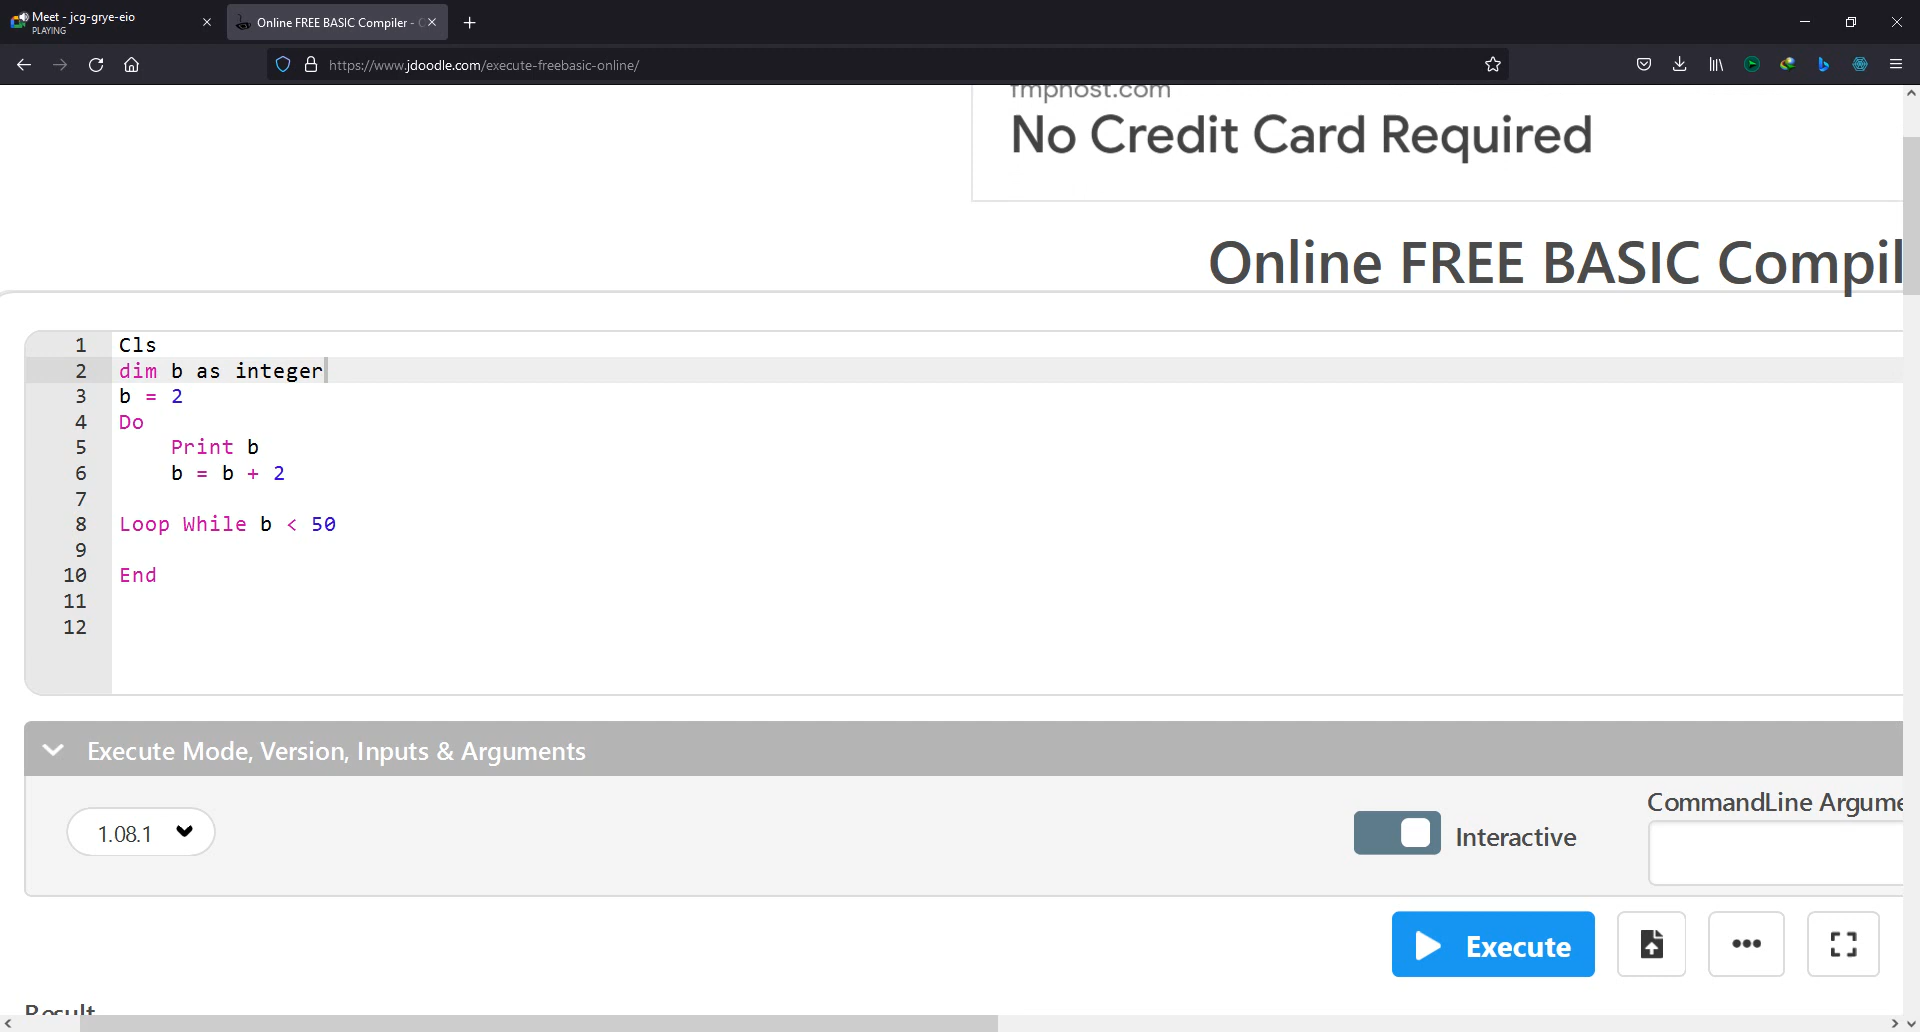 Meet - jcg-grye-eio
PLAYING
Online FREE BASIC Compiler -
https://www.jdoodle.com/execute-freebasic-online/
fmphost.com
No Credit Card Required
Online FREE BASIC Compil
1 Cls
2 dim b as integer
3 b = 2
4 Do
5 Print b
6 b = b + 2
7
8 Loop While b < 50
9
10 End
11
12
Execute Mode, Version, Inputs & Arguments
CommandLine Argume
1.08.1
Interactive
Execute
Result